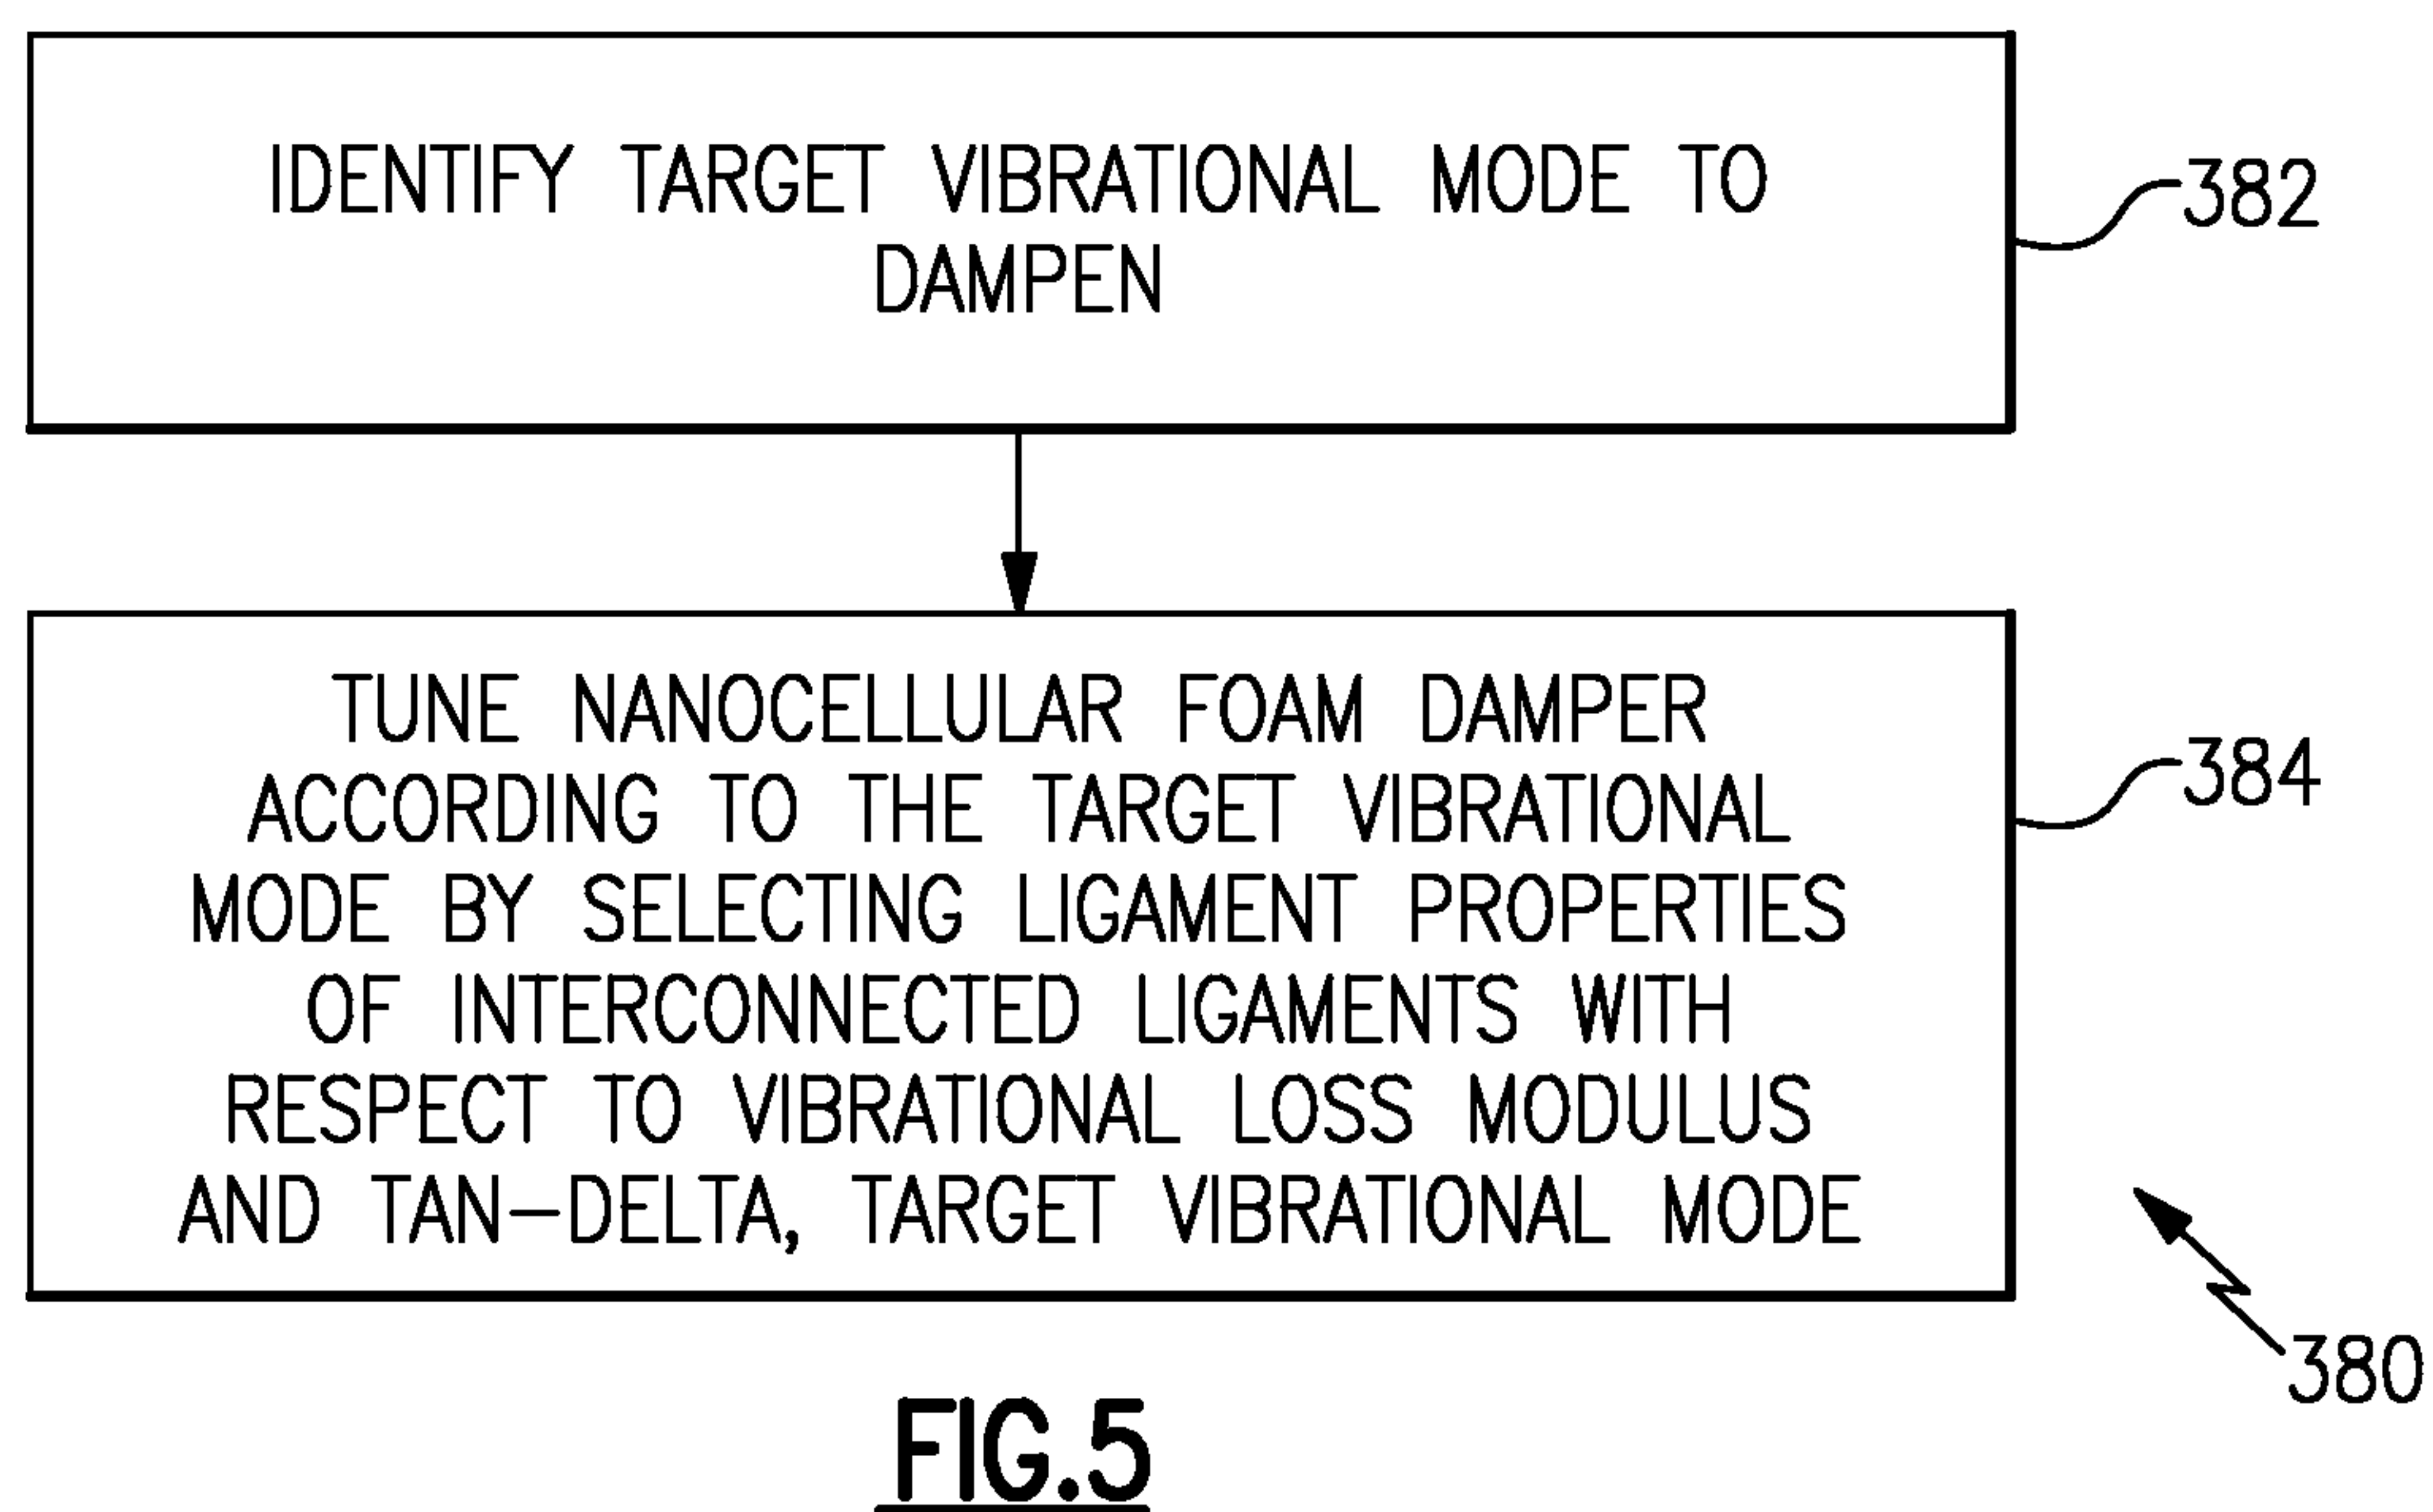 IDENTIFY TARGET VIBRATIONAL MODE TO
DAMPEN
382
TUNE NANOCELLULAR FOAM DAMPER
ACCORDING TO THE TARGET VIBRATIONAL
MODE BY SELECTING LIGAMENT PROPERTIES
OF INTERCONNECTED LIGAMENTS WITH
RESPECT TO VIBRATIONAL LOSS MODULUS
AND TAN-DELTA, TARGET VIBRATIONAL MODE
384
380
FIG.5